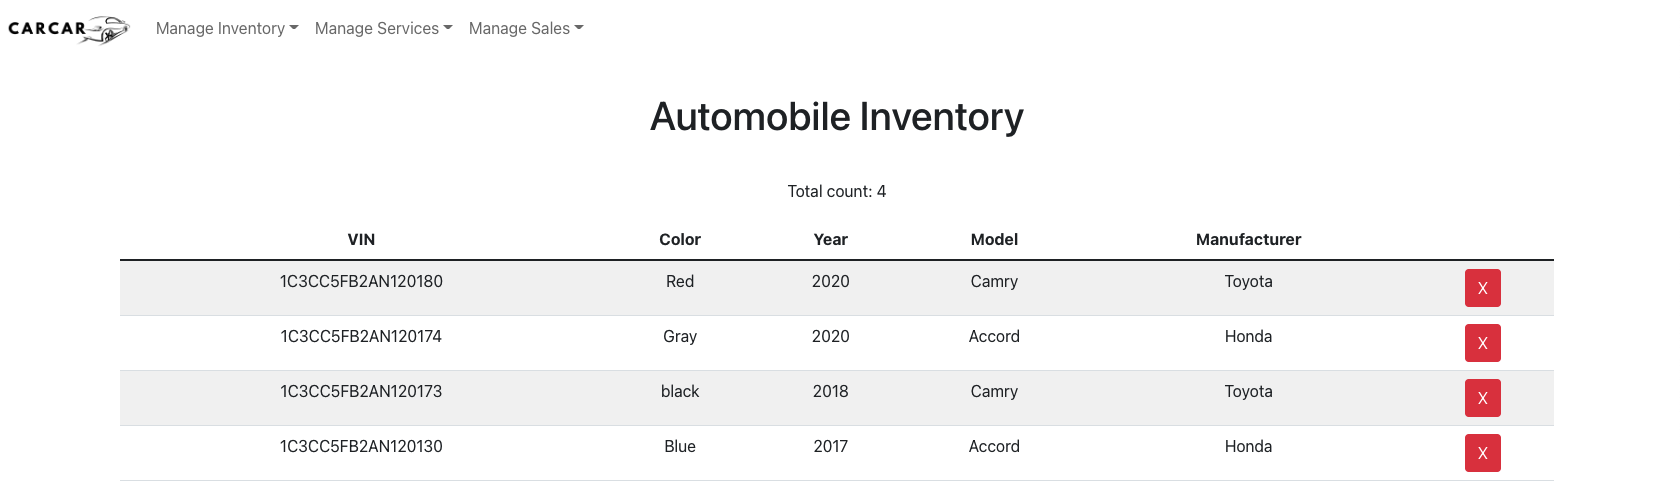 CARCAR Manage Inventory Manage Services Manage Sales
Automobile Inventory
Total count: 4
VIN Color Year Model Manufacturer
1C3CC5FB2AN120180 Red 2020 Camry Toyota X
1C3CC5FB2AN120174 Gray 2020 Accord Honda X
1C3CC5FB2AN120173 black 2018 Camry Toyota X
1C3CC5FB2AN120130 Blue 2017 Accord Honda X